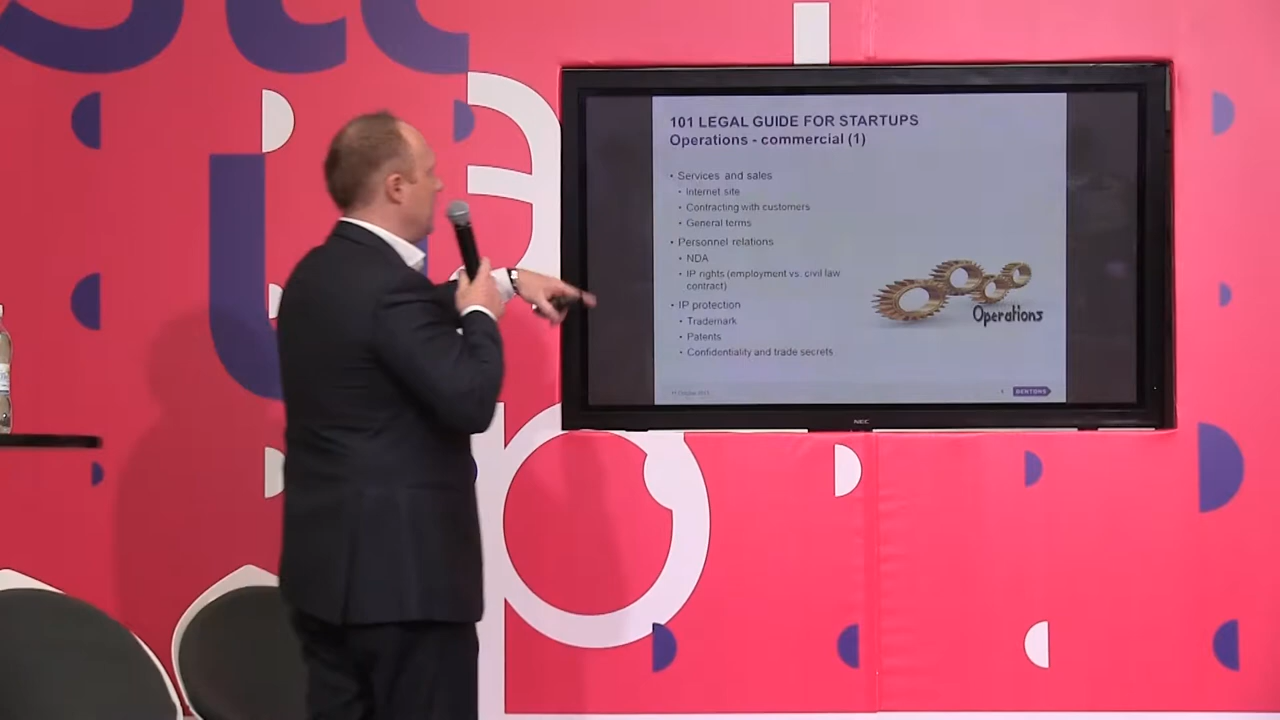 101 LEGAL GUIDE FOR STARTUPS
Operations - commercial (1)
• Services and sales
• Internet site
• Contracting with customers
• General terms
• Personnel relations
• NDA
• IP rights (employment vs. civil law
contract)
• IP protection
• Trademark
• Patents
• Confidentiality and trade secrets
Operations
DENTONS
NEC